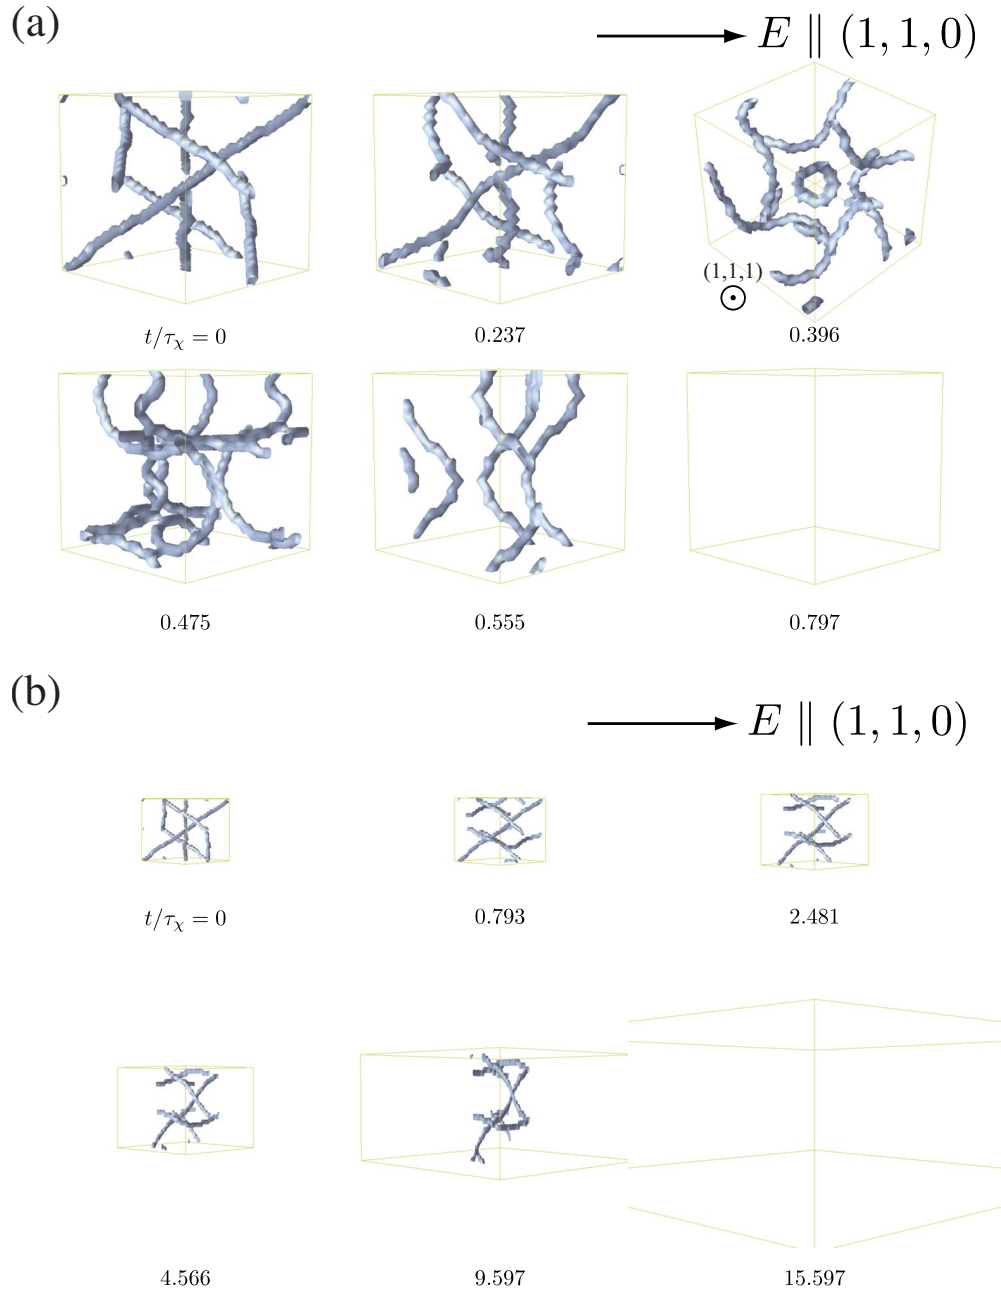 (a)
E ∥ (1, 1, 0)
(1,1,1)
t/τχ = 0
0.237
0.396
0.475
0.555
0.797
(b)
E ∥ (1, 1, 0)
t/τχ = 0
0.793
2.481
4.566
9.597
15.597